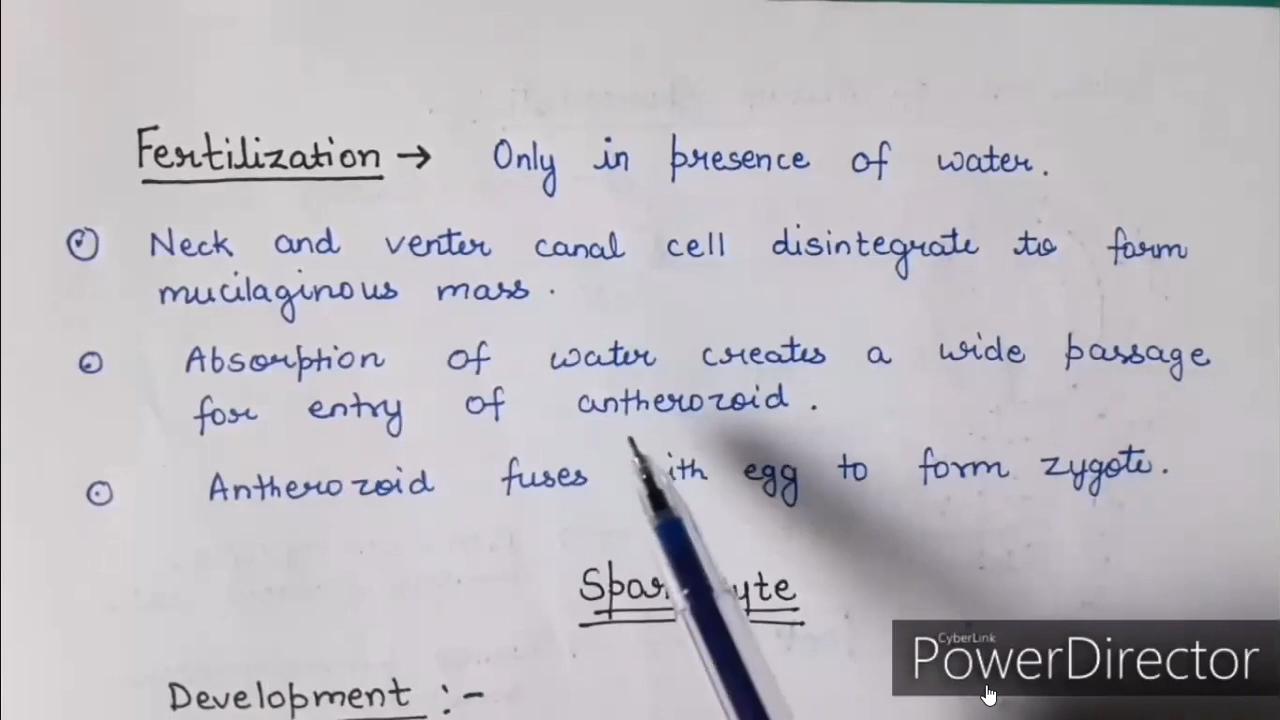 Fertilization → Only in presence of water.
Neck and venter canal cell disintegrate to form
mucilaginous mass.
Absorption of water creates a wide passage
for entry of antherozoid.
Antherozoid fuses egg to form zygote.
Development :-
CyberLink
PowerDirector